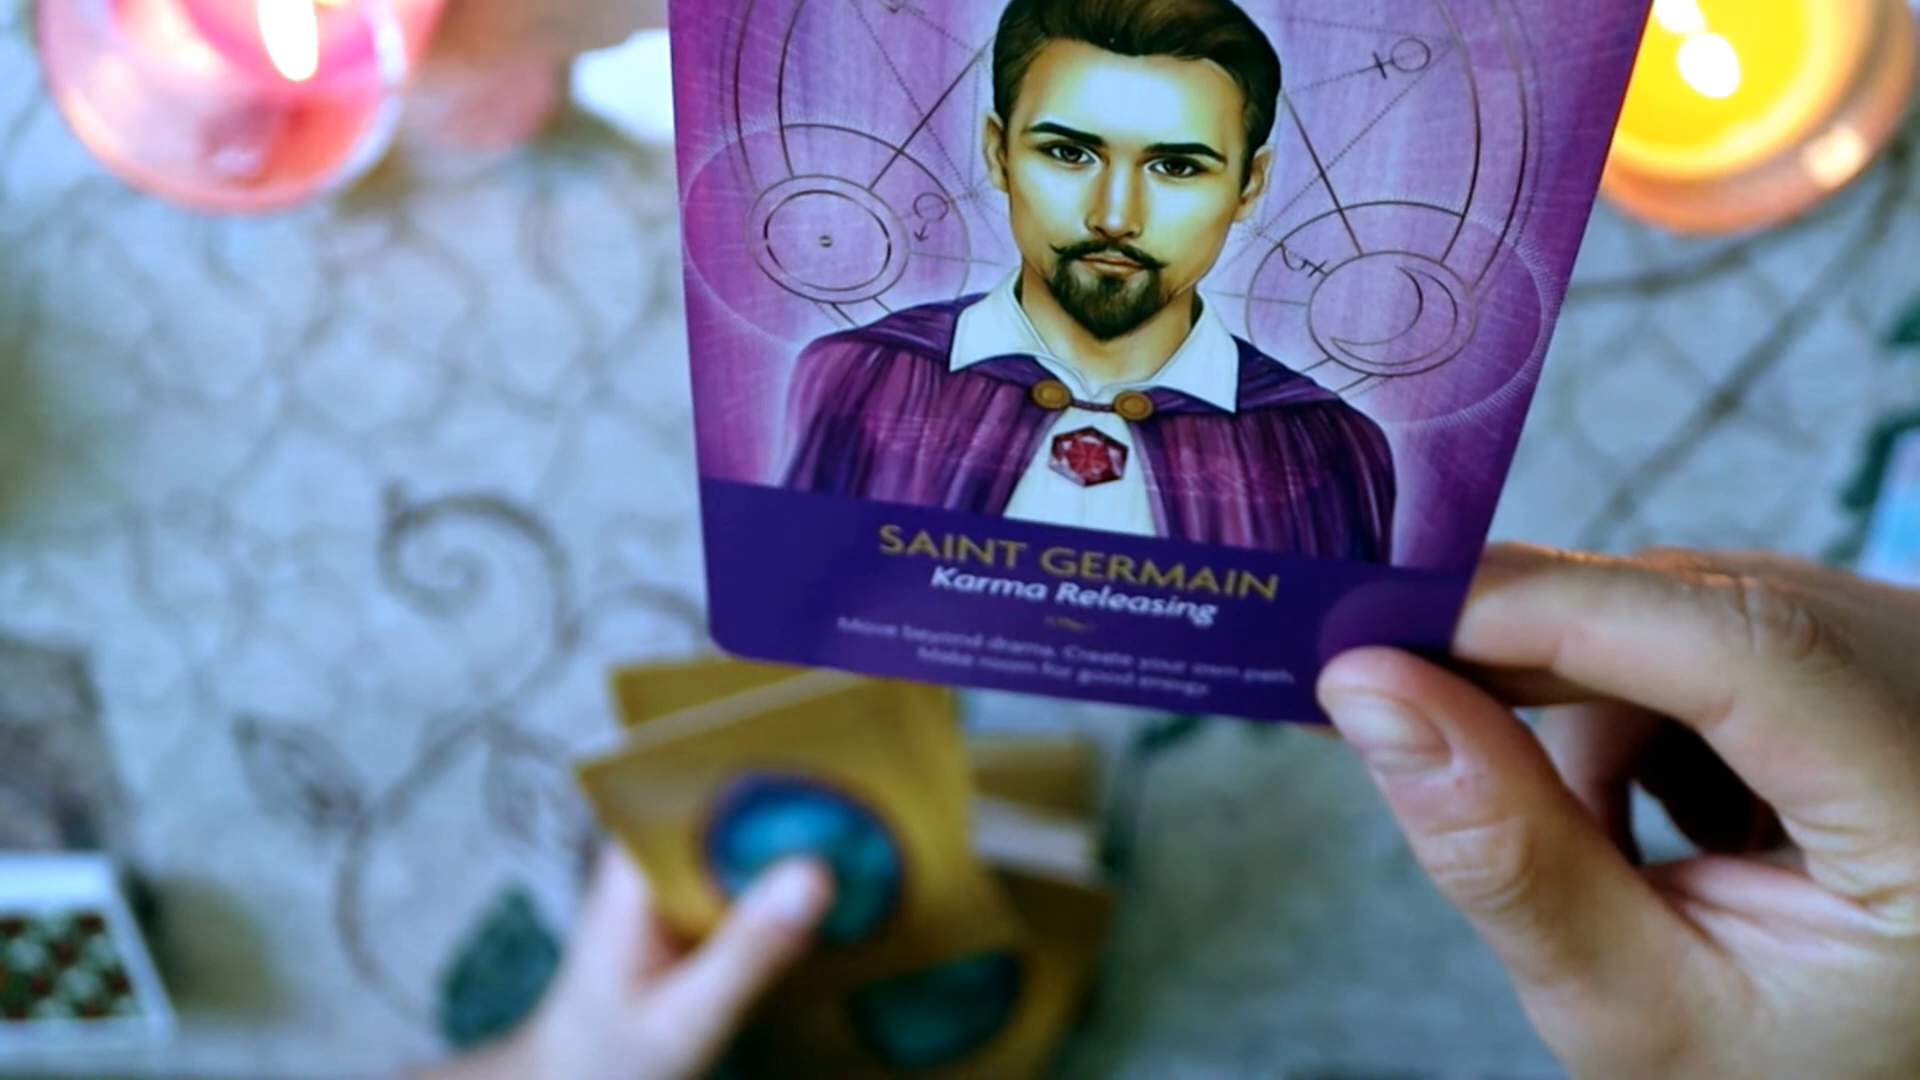 SAINT GERMAIN
Karma Releasing
Move beyond drama. Create your own path.
Make room for good energy